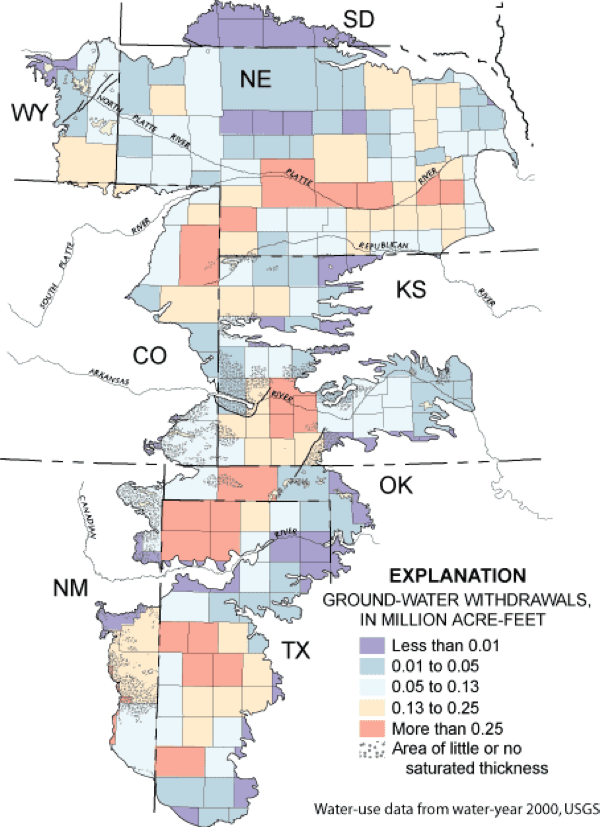 SD
NE
WY
NORTH PLATTE RIVER
PLATTE RIVER
SOUTH PLATTE RIVER
REPUBLICAN RIVER
KS
CO
ARKANSAS RIVER
OK
CANADIAN RIVER
NM
TX
EXPLANATION
GROUND-WATER WITHDRAWALS,
IN MILLION ACRE-FEET
Less than 0.01
0.01 to 0.05
0.05 to 0.13
0.13 to 0.25
More than 0.25
Area of little or no
saturated thickness
Water-use data from water-year 2000, USGS